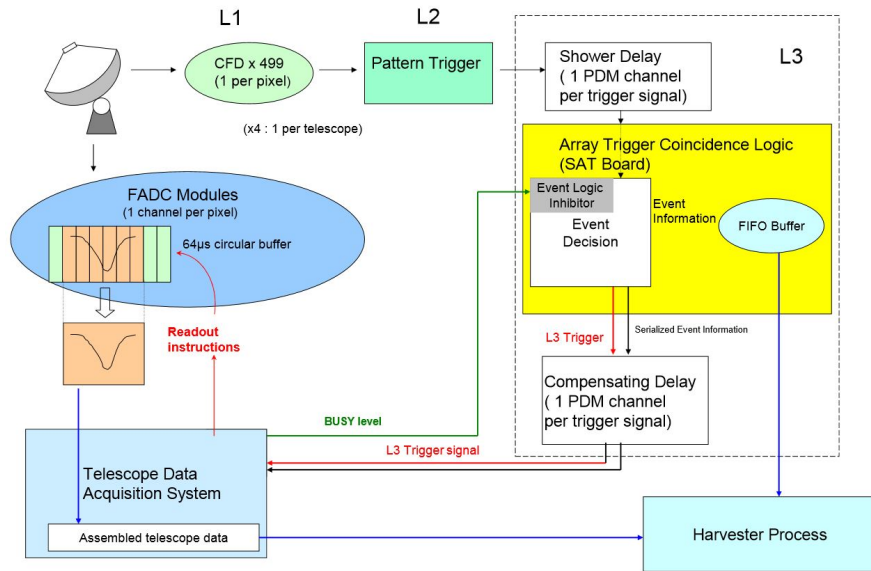 L1
L2
L3
CFD x 499
(1 per pixel)
Pattern Trigger
Shower Delay
( 1 PDM channel
per trigger signal)
(x4 : 1 per telescope)
Array Trigger Coincidence Logic
(SAT Board)
Event Logic
Inhibitor
Event
Decision
Event
Information
FIFO Buffer
FADC Modules
(1 channel per pixel)
64µs circular buffer
Readout
instructions
L3 Trigger
Serialized Event Information
Compensating Delay
( 1 PDM channel
per trigger signal)
BUSY level
L3 Trigger signal
Telescope Data
Acquisition System
Assembled telescope data
Harvester Process